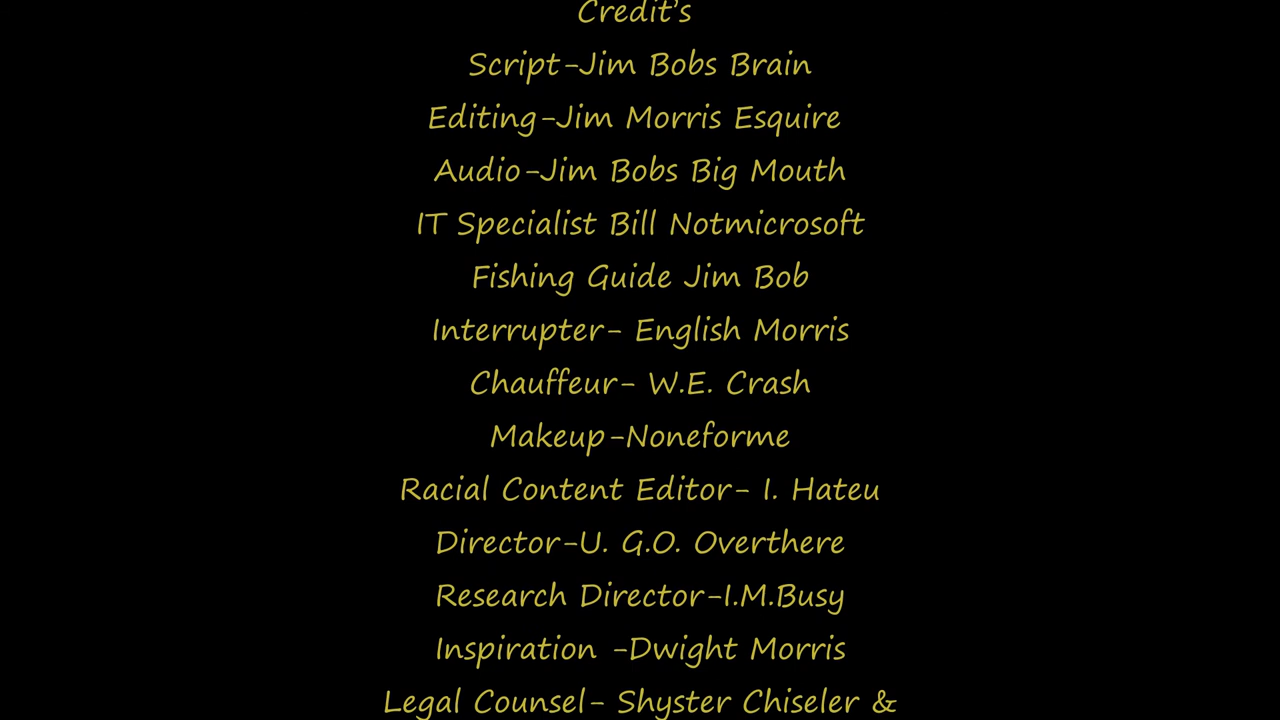 Credit's
Script-Jim Bobs Brain
Editing-Jim Morris Esquire
Audio-Jim Bobs Big Mouth
IT Specialist Bill Notmicrosoft
Fishing Guide Jim Bob
Interrupter- English Morris
Chauffeur- W.E. Crash
Makeup-Noneforme
Racial Content Editor- I. Hateu
Director-U. G.O. Overthere
Research Director-I.M.Busy
Inspiration -Dwight Morris
Legal Counsel- Shyster Chiseler &